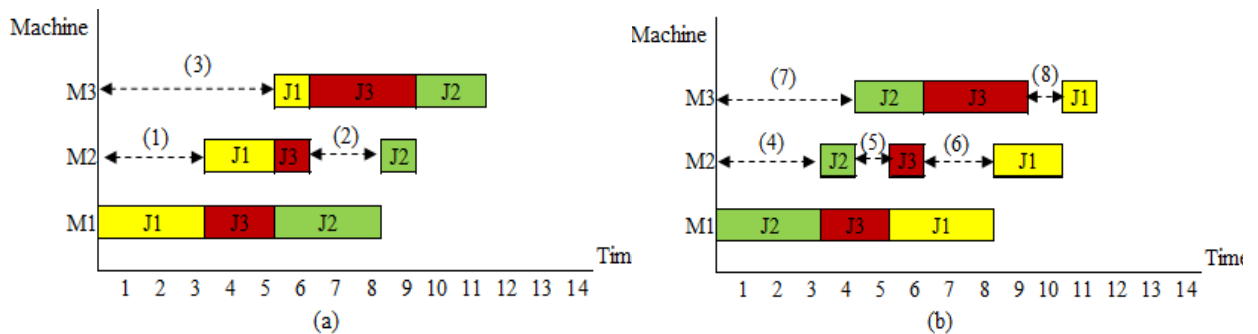 Machine
(3)
M3 J1 J3 J2
(1) (2)
M2 J1 J3 J2
M1 J1 J3 J2
Tim
1 2 3 4 5 6 7 8 9 10 11 12 13 14
(a)
Machine
(7) (8)
M3 J2 J3 J1
(4) (5) (6)
M2 J2 J3 J1
M1 J2 J3 J1
Time
1 2 3 4 5 6 7 8 9 10 11 12 13 14
(b)